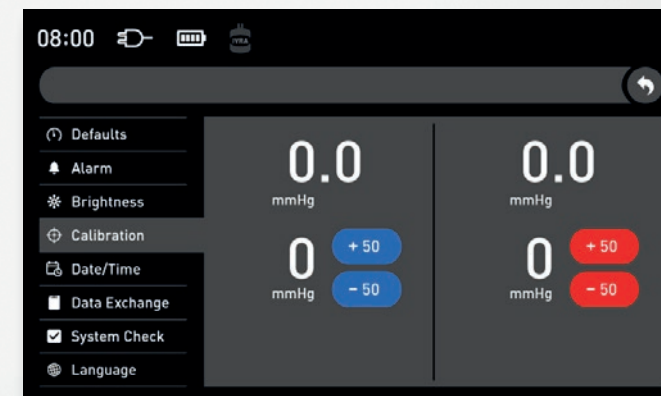 08:00
Defaults
Alarm
Brightness
Calibration
Date/Time
Data Exchange
System Check
Language
0.0
mmHg
0
mmHg
+ 50
- 50
0.0
mmHg
0
mmHg
+ 50
- 50